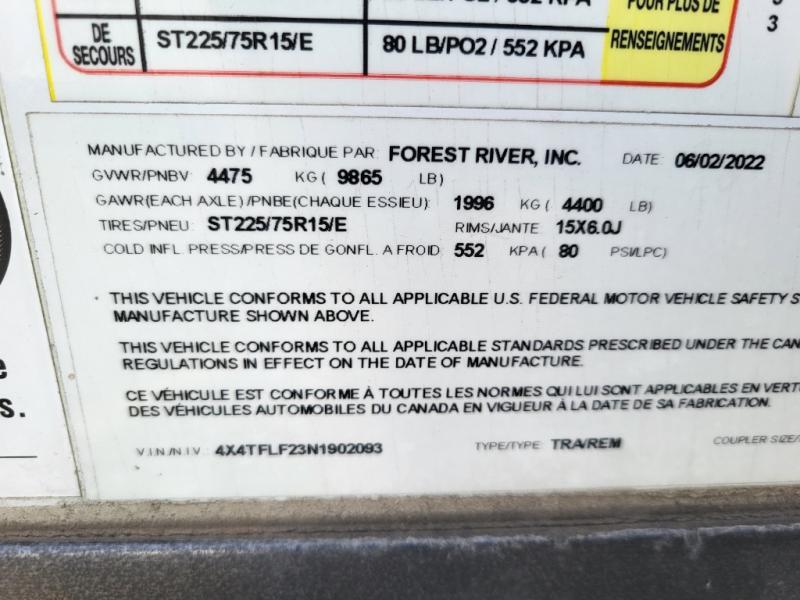 POUR PLUS DE
3
DE SECOURS ST225/75R15/E 80 LB/PO2 / 552 KPA RENSEIGNEMENTS
MANUFACTURED BY / FABRIQUE PAR: FOREST RIVER, INC. DATE: 06/02/2022
GVWR/PNBV: 4475 KG ( 9865 LB)
GAWR(EACH AXLE) /PNBE(CHAQUE ESSIEU): 1996 KG ( 4400 LB)
TIRES/PNEU: ST225/75R15/E RIMS/JANTE: 15X6.0J
COLD INFL. PRESS/PRESS DE GONFL. A FROID: 552 KPA ( 80 PSI/LPC)
THIS VEHICLE CONFORMS TO ALL APPLICABLE U.S. FEDERAL MOTOR VEHICLE SAFETY S
MANUFACTURE SHOWN ABOVE.
THIS VEHICLE CONFORMS TO ALL APPLICABLE STANDARDS PRESCRIBED UNDER THE CAN
REGULATIONS IN EFFECT ON THE DATE OF MANUFACTURE.
CE VÉHICULE EST CONFORME À TOUTES LES NORMES QUI LUI SONT APPLICABLES EN VERT
DES VÉHICULES AUTOMOBILES DU CANADA EN VIGUEUR À LA DATE DE SA FABRICATION.
e
s.
V.I.N./N.I.V.: 4X4TFLF23N1902093 TYPE/TYPE: TRA/REM COUPLER SIZE/